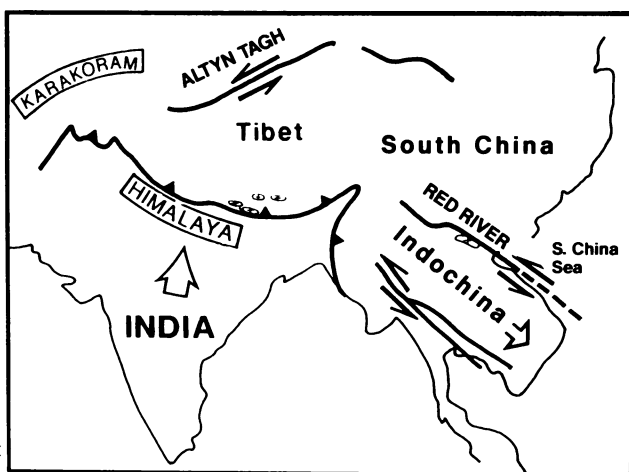 KARAKORAM
ALTYN TAGH
Tibet
South China
HIMALAYA
RED RIVER
S. China
Sea
Indochina
INDIA